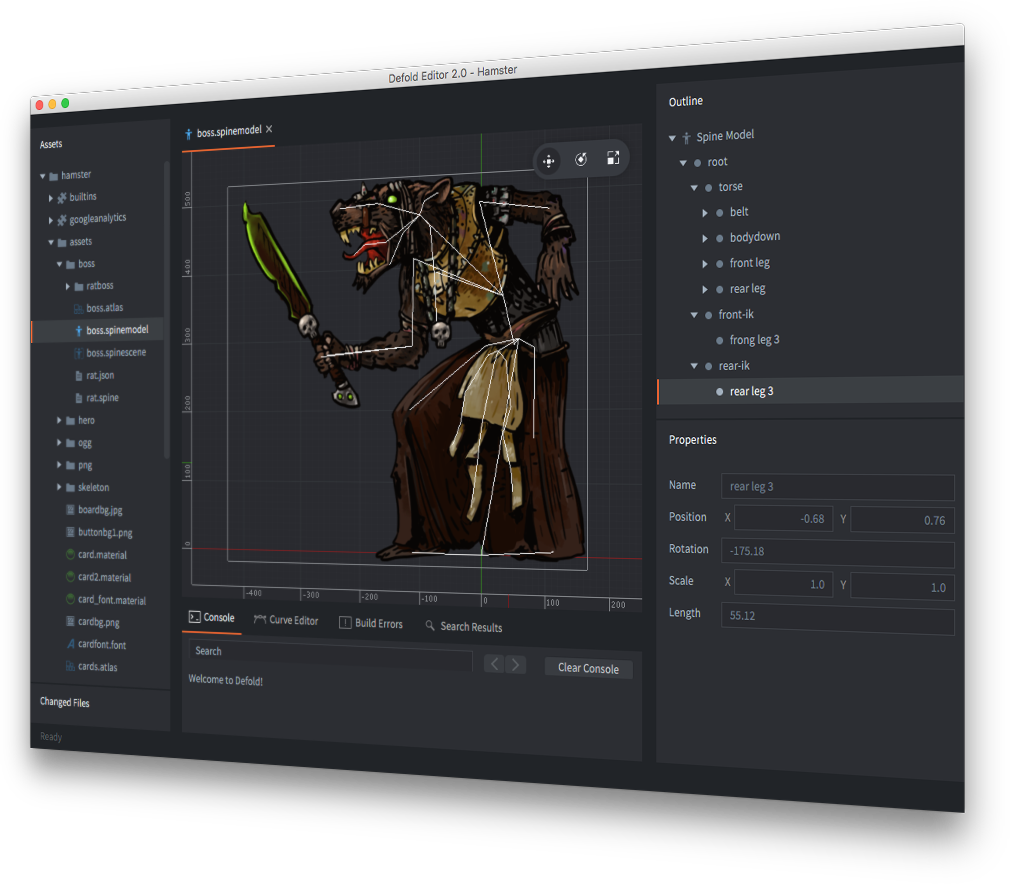 Defold Editor 2.0 - Hamster
Assets
hamster
builtins
googleanalytics
assets
boss
ratboss
boss.atlas
boss.spinemodel
boss.spinescene
rat.json
rat.spine
hero
ogg
png
skeleton
boardbg.jpg
buttonbg1.png
card.material
card2.material
card_font.material
cardbg.png
cardfont.font
cards.atlas
Changed Files
Ready
boss.spinemodel
500
400
300
200
100
0
-400
-300
-200
-100
0
100
200
Console
Curve Editor
Build Errors
Search Results
Search
Clear Console
Welcome to Defold!
Outline
Spine Model
root
torse
belt
bodydown
front leg
rear leg
front-ik
frong leg 3
rear-ik
rear leg 3
Properties
Name rear leg 3
Position X -0.68 Y 0.76
Rotation -175.18
Scale X 1.0 Y 1.0
Length 55.12